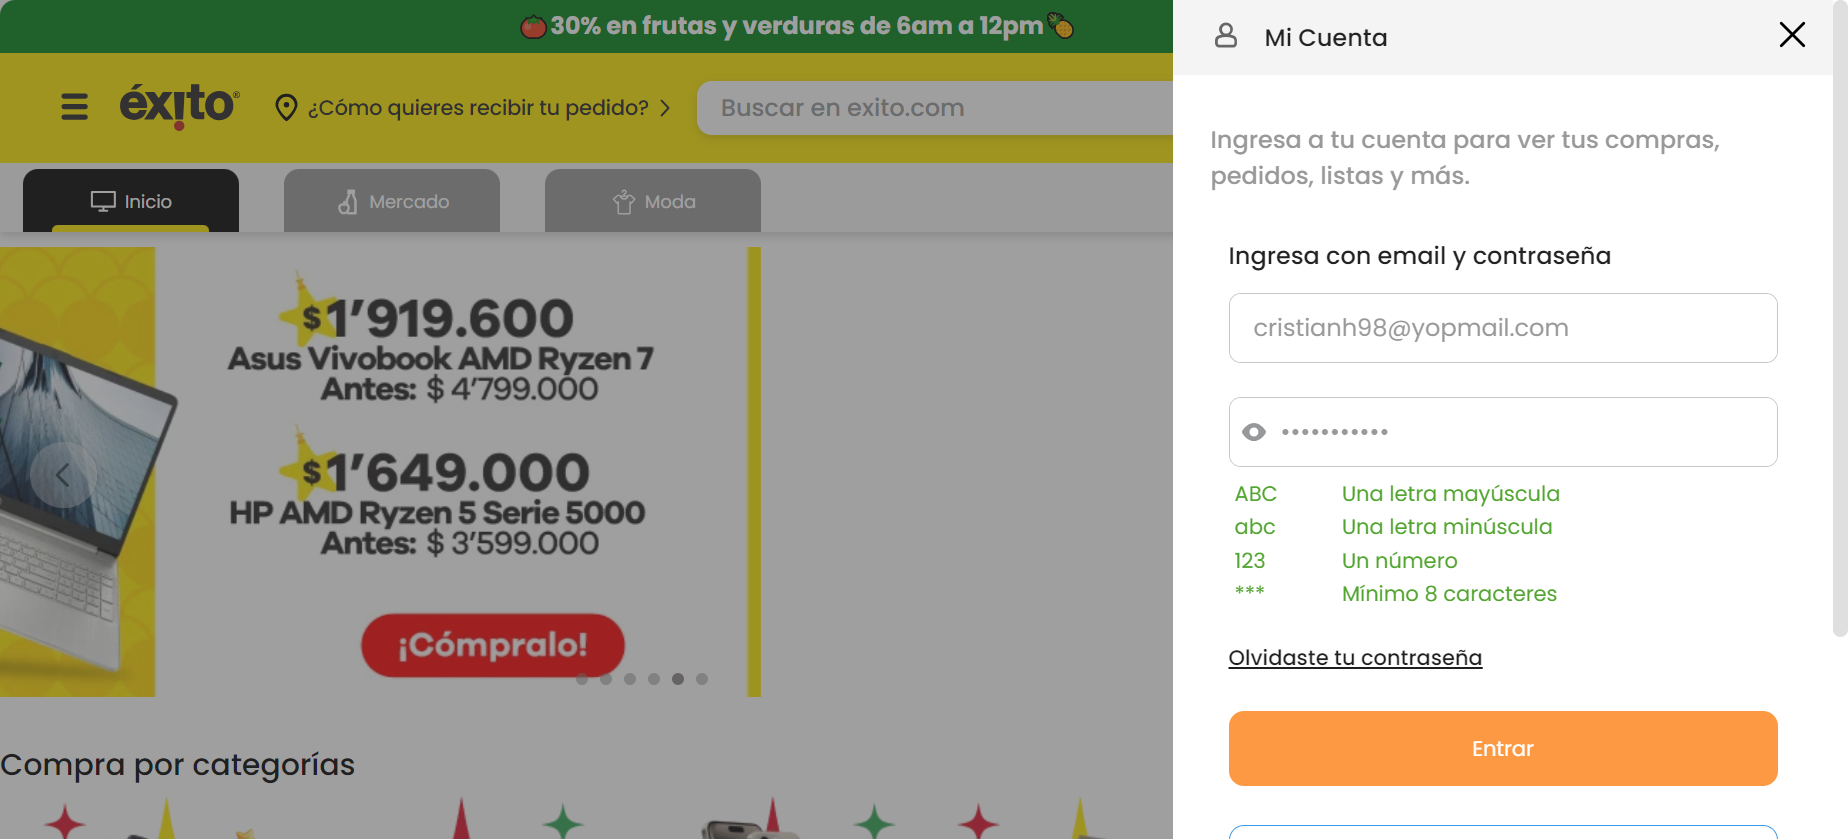 30% en frutas y verduras de 6am a 12pm
éxito®
¿Cómo quieres recibir tu pedido?
Buscar en exito.com
Inicio
Mercado
Moda
$1'919.600
Asus Vivobook AMD Ryzen 7
Antes: $ 4'799.000
$1'649.000
HP AMD Ryzen 5 Serie 5000
Antes: $ 3'599.000
¡Cómpralo!
Compra por categorías
Mi Cuenta
Ingresa a tu cuenta para ver tus compras,
pedidos, listas y más.
Ingresa con email y contraseña
cristianh98@yopmail.com
•••••••••••
ABC Una letra mayúscula
abc Una letra minúscula
123 Un número
*** Mínimo 8 caracteres
Olvidaste tu contraseña
Entrar